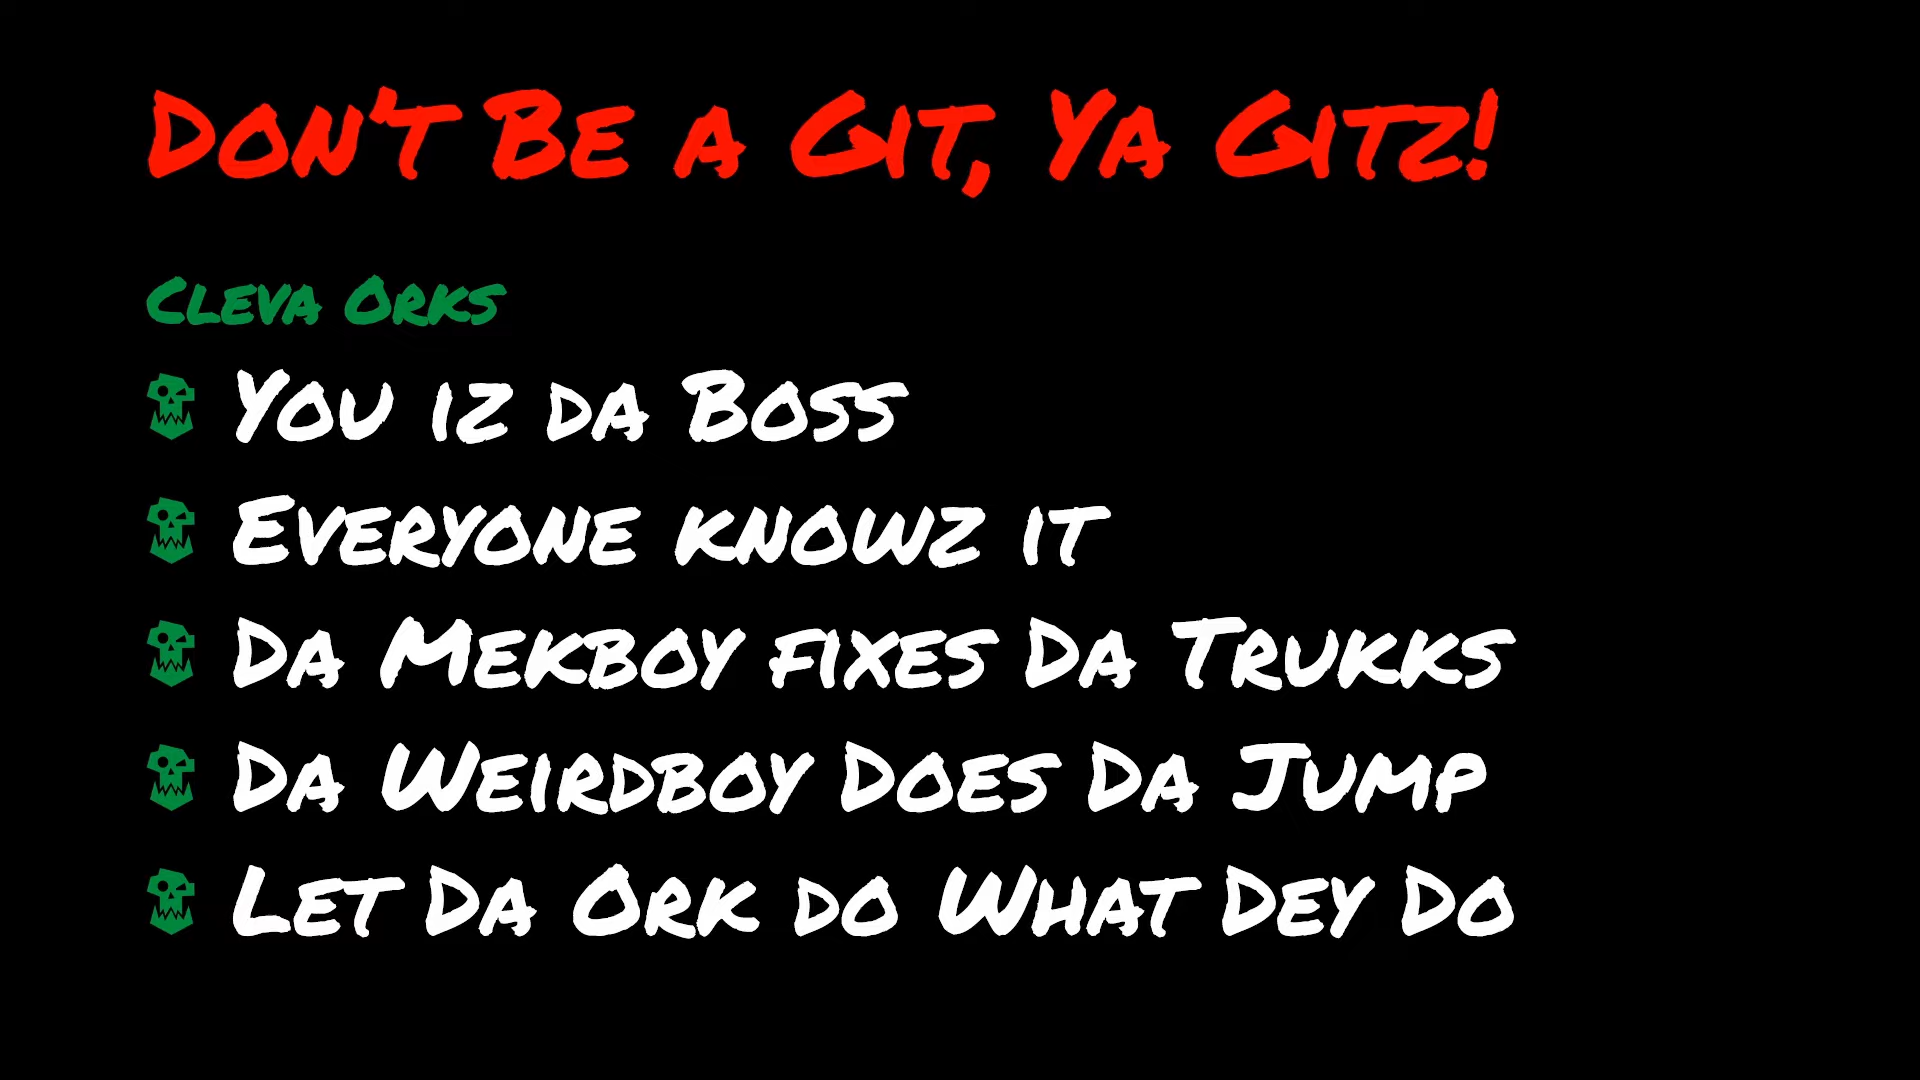 Don't Be a Git, Ya Gitz!
Cleva Orks
You iz da Boss
Everyone knowz it
Da Mekboy fixes Da Trukks
Da Weirdboy Does Da Jump
Let Da Ork do What Dey Do